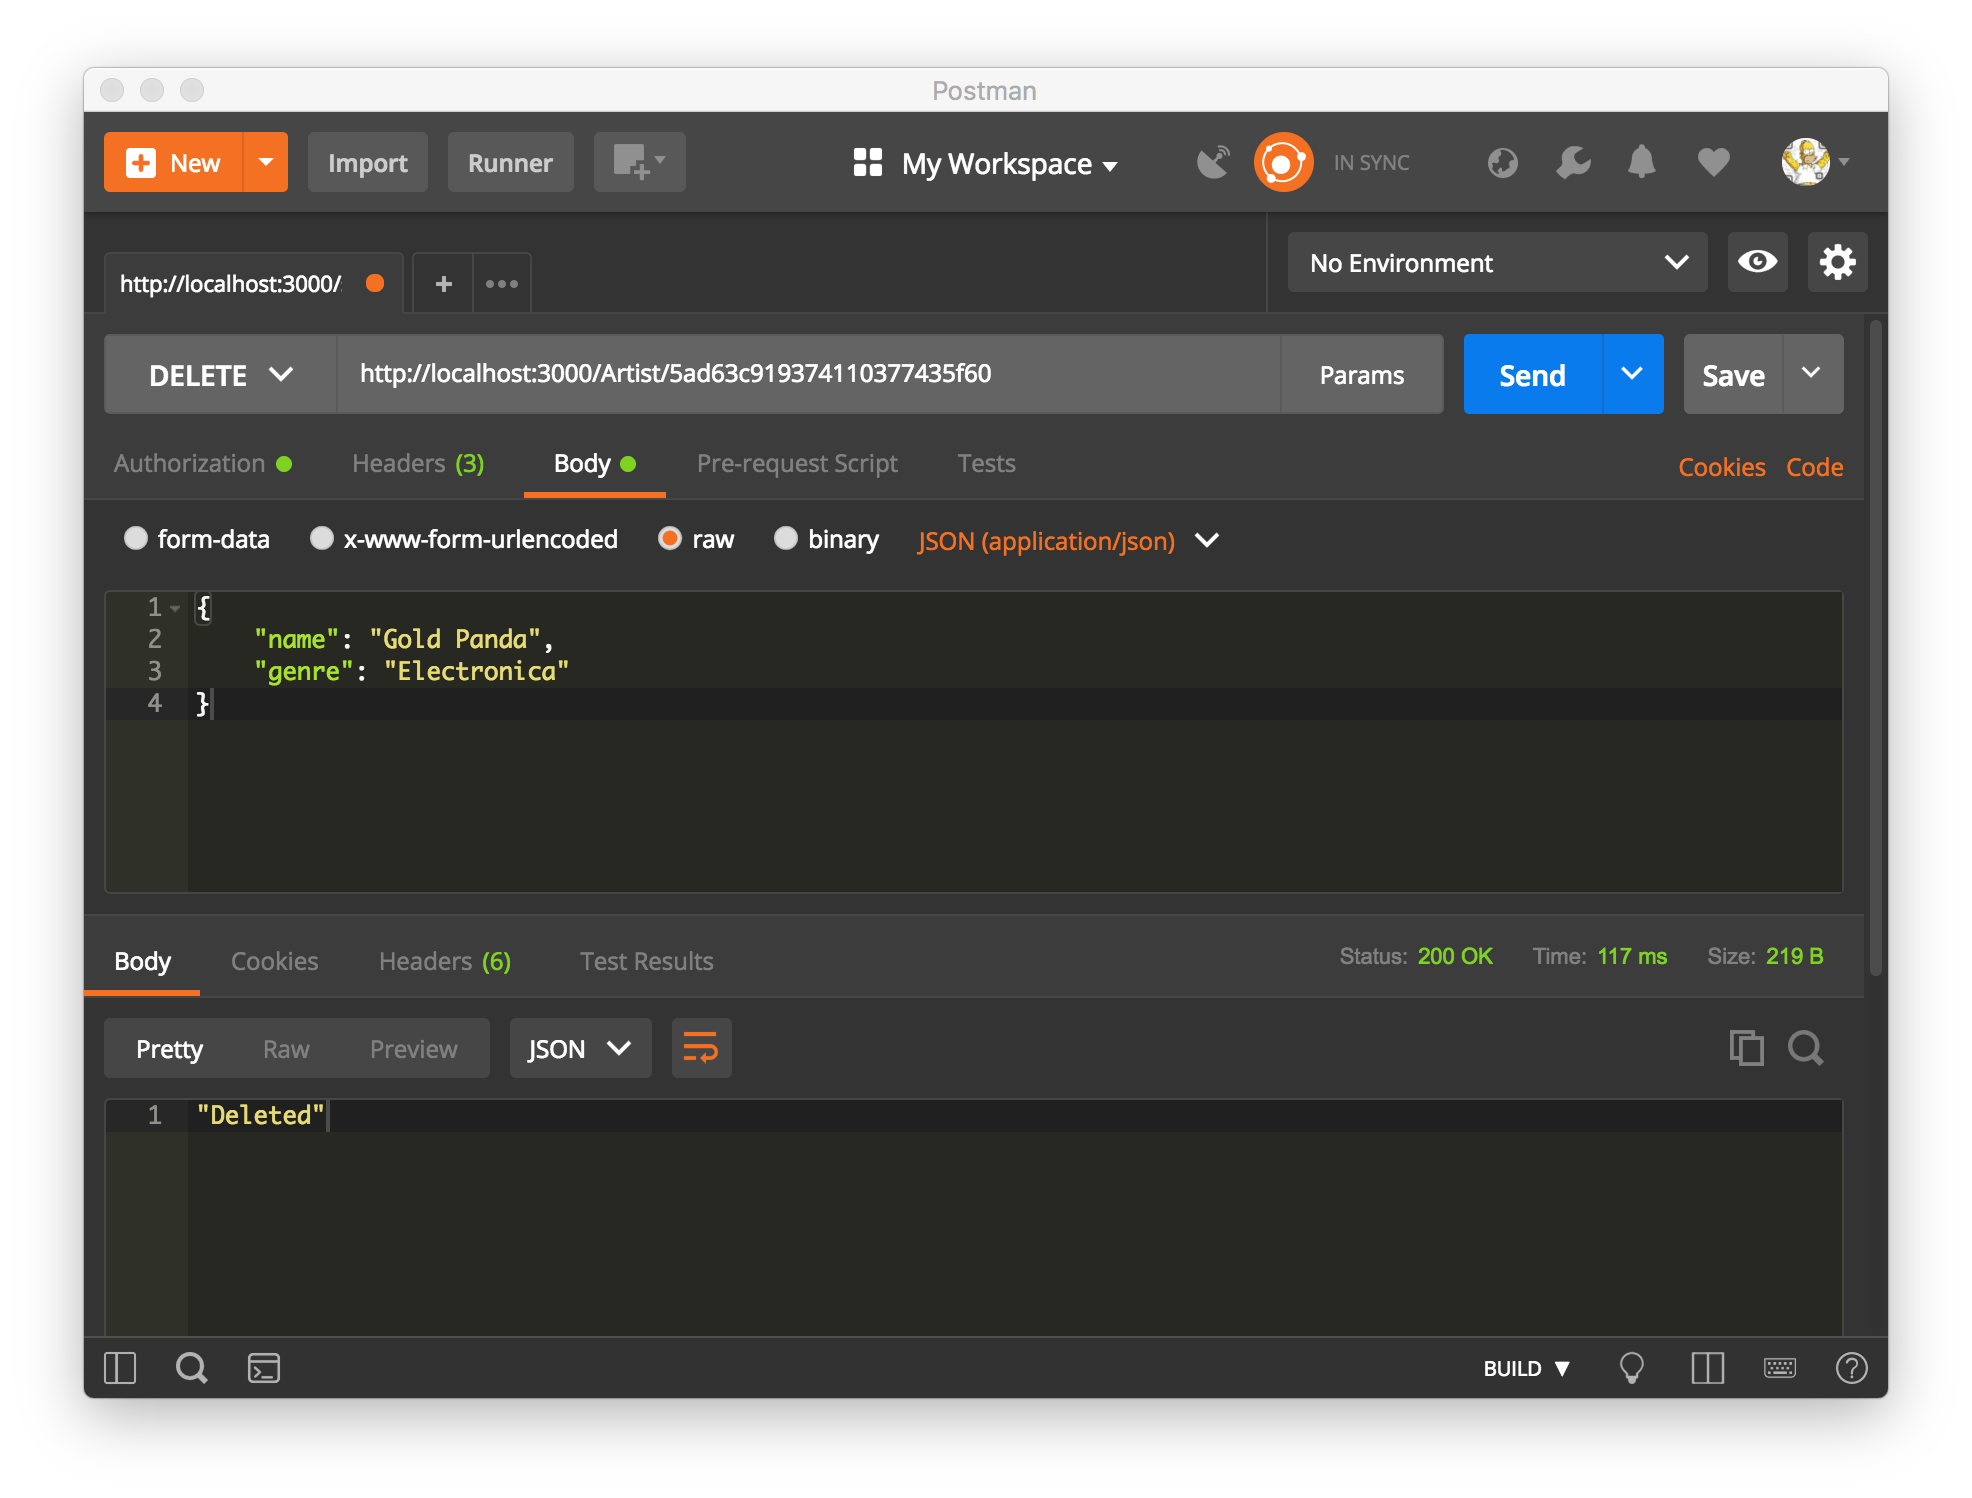 Postman
New Import Runner My Workspace IN SYNC
http://localhost:3000/ No Environment
DELETE http://localhost:3000/Artist/5ad63c919374110377435f60 Params Send Save
Authorization Headers (3) Body Pre-request Script Tests Cookies Code
form-data x-www-form-urlencoded raw binary JSON (application/json)
1 {
2 "name": "Gold Panda",
3 "genre": "Electronica"
4 }
Body Cookies Headers (6) Test Results Status: 200 OK Time: 117 ms Size: 219 B
Pretty Raw Preview JSON
1 "Deleted"
BUILD